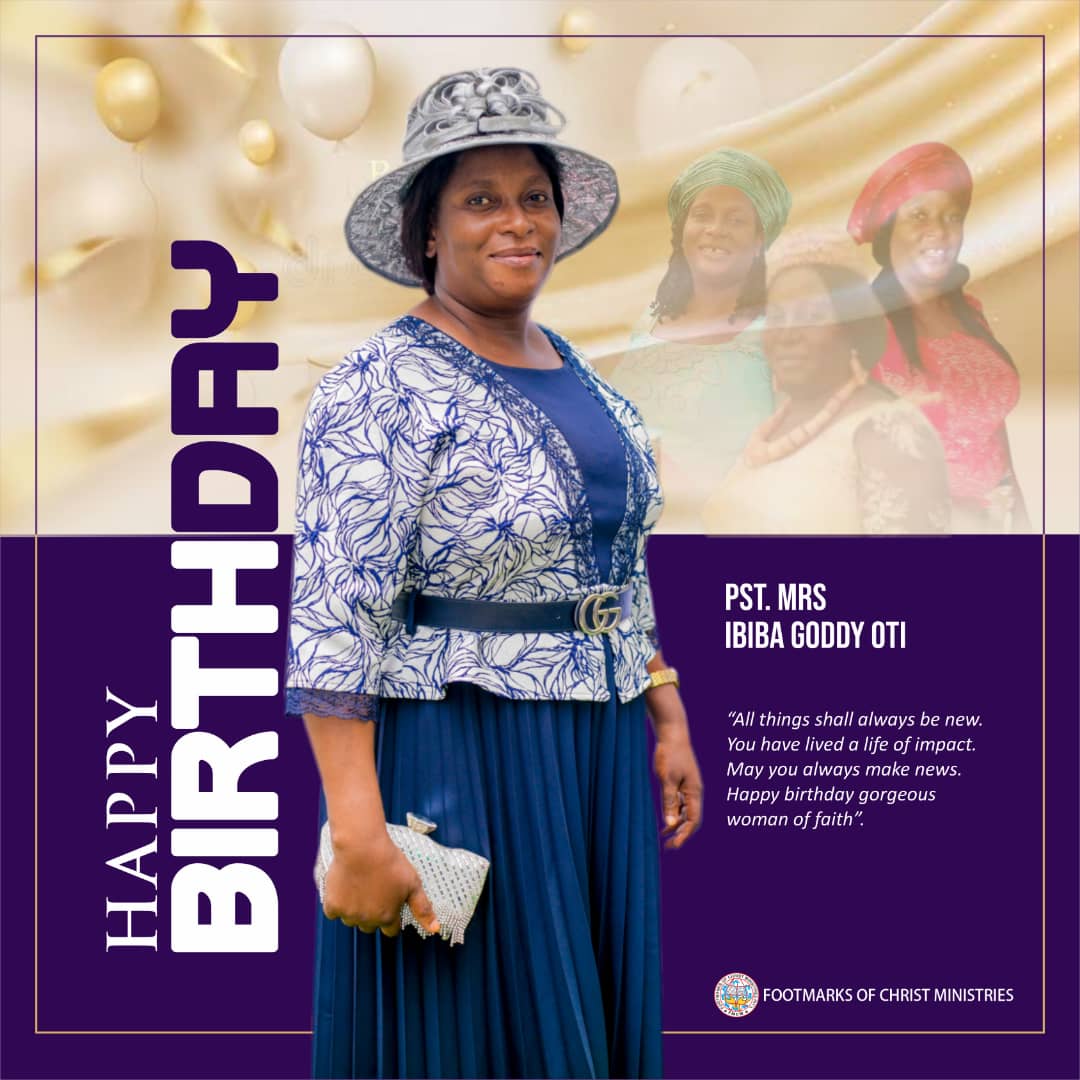 HAPPY
BIRTHDAY
PST. MRS
IBIBA GODDY OTI
“All things shall always be new.
You have lived a life of impact.
May you always make news.
Happy birthday gorgeous
woman of faith”.
FOOTMARKS OF CHRIST MINISTRIES